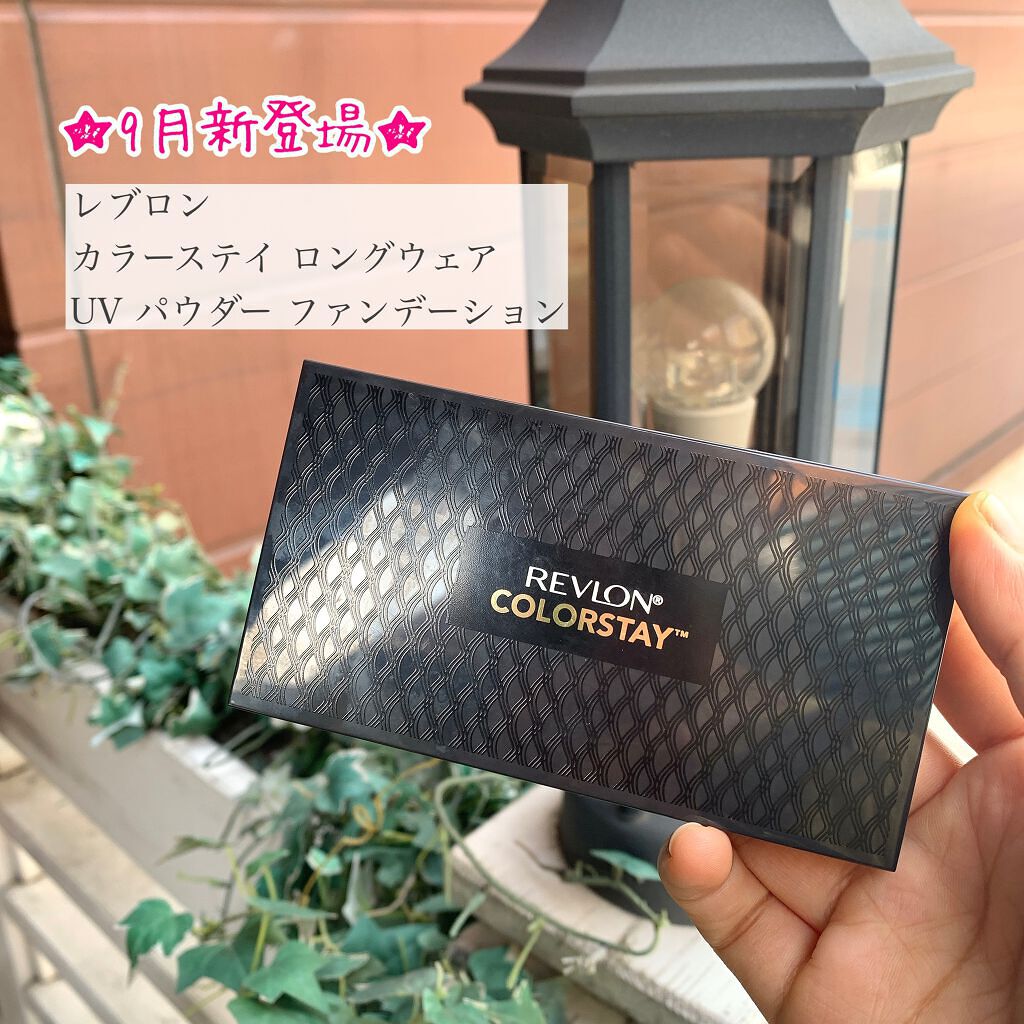 ★9月新登場★
レブロン
カラーステイ ロングウェア
UV パウダー ファンデーション
REVLON®
COLORSTAY™